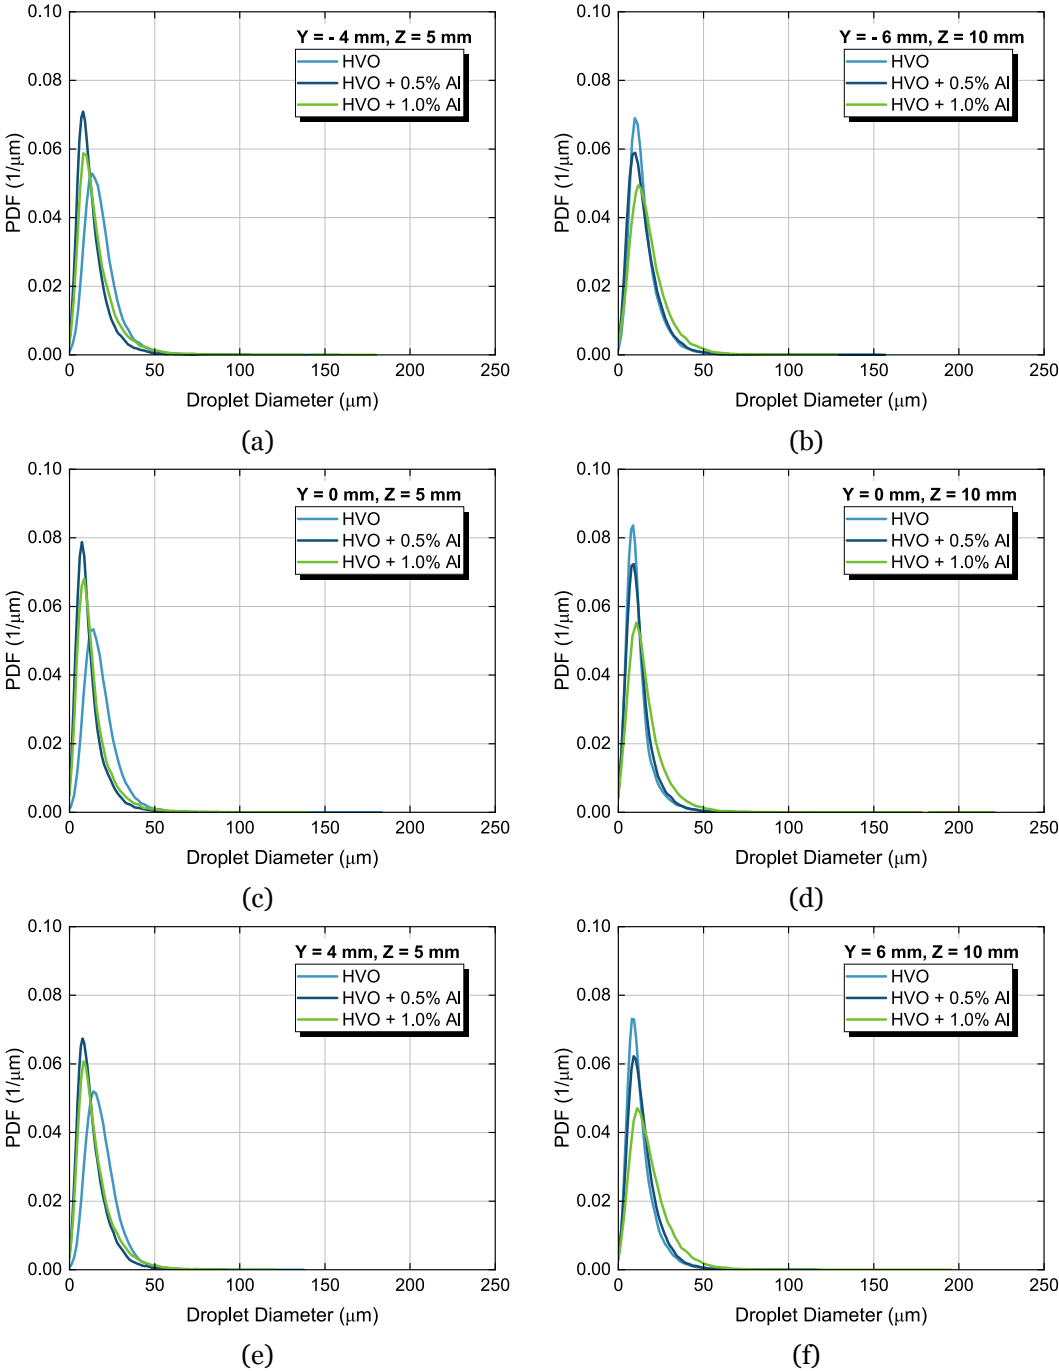 0.10
0.08
0.06
0.04
0.02
0.00
PDF (1/μm)
Y = - 4 mm, Z = 5 mm
HVO
HVO + 0.5% Al
HVO + 1.0% Al
0 50 100 150 200 250
Droplet Diameter (μm)
(a)
0.10
0.08
0.06
0.04
0.02
0.00
PDF (1/μm)
Y = - 6 mm, Z = 10 mm
HVO
HVO + 0.5% Al
HVO + 1.0% Al
0 50 100 150 200 250
Droplet Diameter (μm)
(b)
0.10
0.08
0.06
0.04
0.02
0.00
PDF (1/μm)
Y = 0 mm, Z = 5 mm
HVO
HVO + 0.5% Al
HVO + 1.0% Al
0 50 100 150 200 250
Droplet Diameter (μm)
(c)
0.10
0.08
0.06
0.04
0.02
0.00
PDF (1/μm)
Y = 0 mm, Z = 10 mm
HVO
HVO + 0.5% Al
HVO + 1.0% Al
0 50 100 150 200 250
Droplet Diameter (μm)
(d)
0.10
0.08
0.06
0.04
0.02
0.00
PDF (1/μm)
Y = 4 mm, Z = 5 mm
HVO
HVO + 0.5% Al
HVO + 1.0% Al
0 50 100 150 200 250
Droplet Diameter (μm)
(e)
0.10
0.08
0.06
0.04
0.02
0.00
PDF (1/μm)
Y = 6 mm, Z = 10 mm
HVO
HVO + 0.5% Al
HVO + 1.0% Al
0 50 100 150 200 250
Droplet Diameter (μm)
(f)